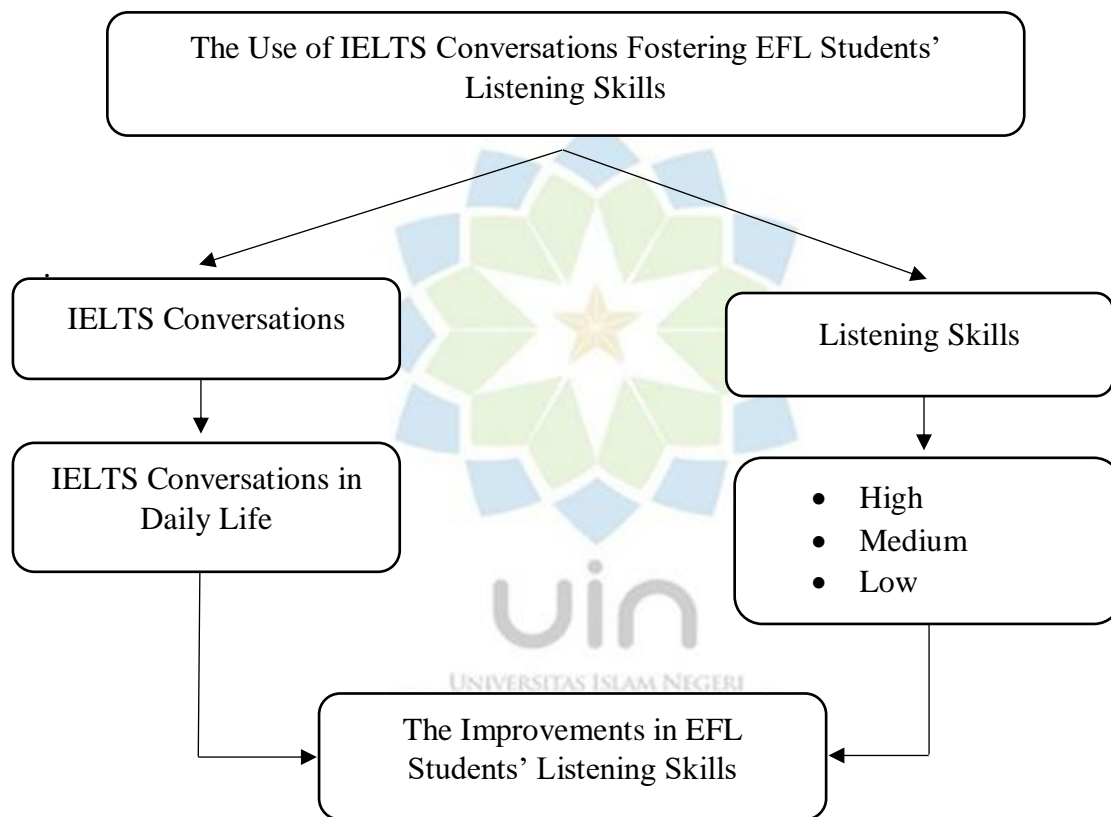 The Use of IELTS Conversations Fostering EFL Students’
Listening Skills
IELTS Conversations
Listening Skills
IELTS Conversations in
Daily Life
• High
• Medium
• Low
uin
UNIVERSITAS ISLAM NEGERI
The Improvements in EFL
Students’ Listening Skills